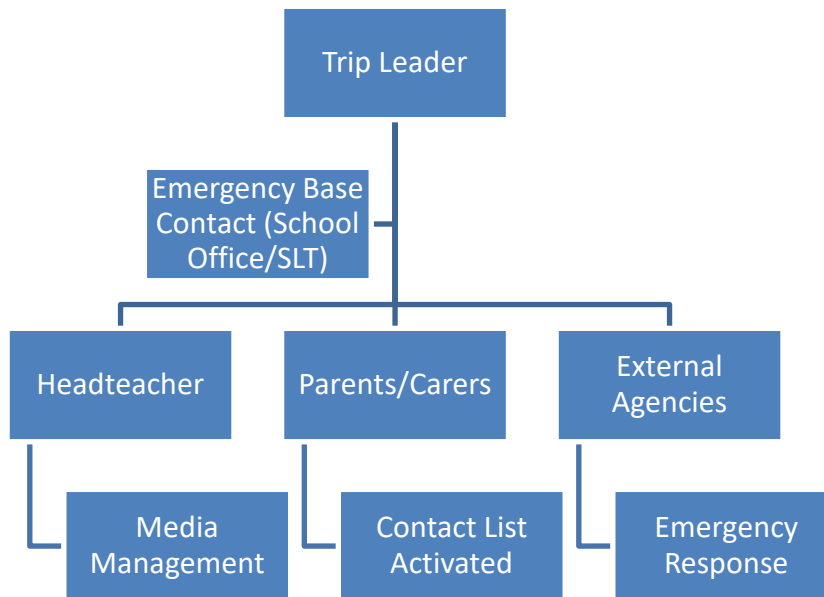 Trip Leader
Emergency Base
Contact (School
Office/SLT)
Headteacher
Parents/Carers
External
Agencies
Media
Management
Contact List
Activated
Emergency
Response